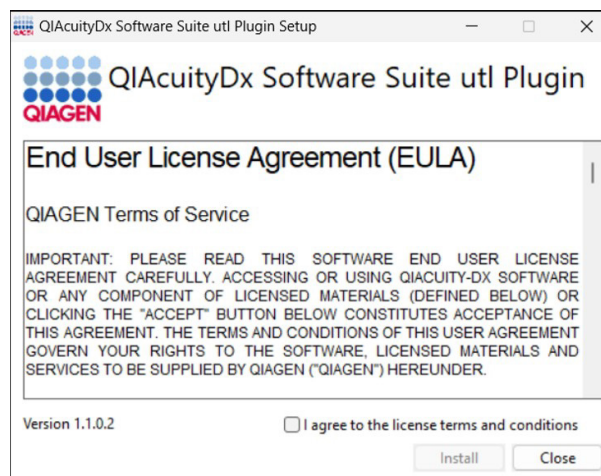 QIAcuityDx Software Suite utl Plugin Setup
QIAGEN
QIAcuityDx Software Suite utl Plugin
End User License Agreement (EULA)
QIAGEN Terms of Service
IMPORTANT: PLEASE READ THIS SOFTWARE END USER LICENSE
AGREEMENT CAREFULLY. ACCESSING OR USING QIACUITY-DX SOFTWARE
OR ANY COMPONENT OF LICENSED MATERIALS (DEFINED BELOW) OR
CLICKING THE "ACCEPT" BUTTON BELOW CONSTITUTES ACCEPTANCE OF
THIS AGREEMENT. THE TERMS AND CONDITIONS OF THIS USER AGREEMENT
GOVERN YOUR RIGHTS TO THE SOFTWARE, LICENSED MATERIALS AND
SERVICES TO BE SUPPLIED BY QIAGEN ("QIAGEN") HEREUNDER.
Version 1.1.0.2
I agree to the license terms and conditions
Install
Close